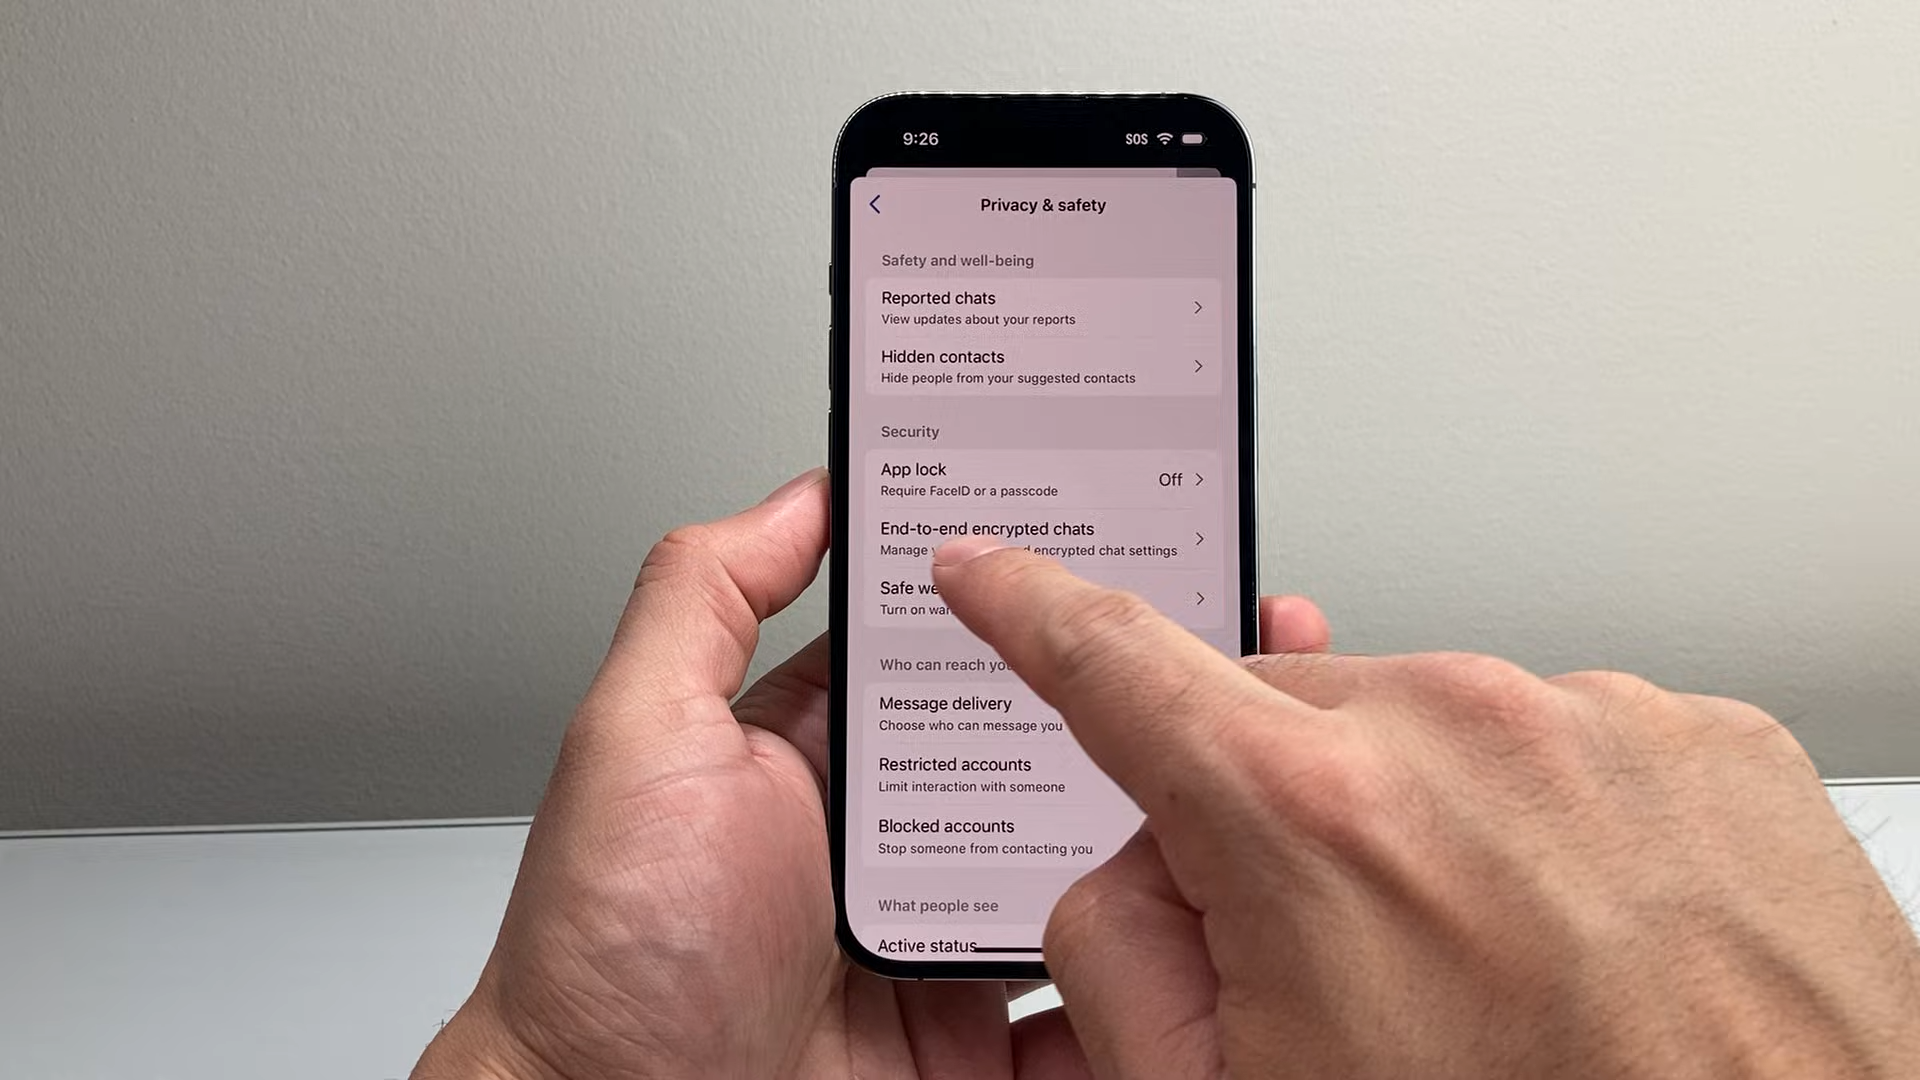 9:26 SOS
Privacy & safety
Safety and well-being
Reported chats
View updates about your reports
Hidden contacts
Hide people from your suggested contacts
Security
App lock
Off
Require FaceID or a passcode
End-to-end encrypted chats
Manage encrypted chat settings
Safe
Turn on
Who can reach
Message delivery
Choose who can message you
Restricted accounts
Limit interaction with someone
Blocked accounts
Stop someone from contacting you
What people see
Active status